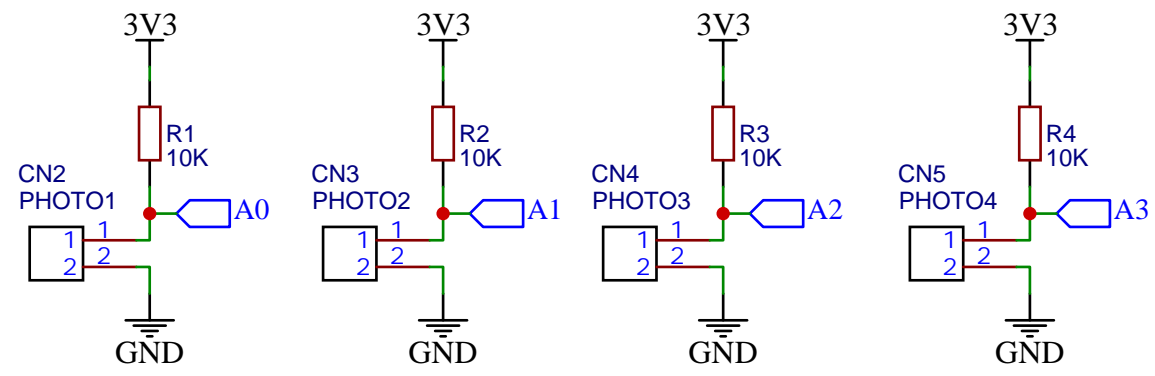 3V3
R1
10K
CN2
PHOTO1
A0
1 1
2 2
GND
3V3
R2
10K
CN3
PHOTO2
A1
1 1
2 2
GND
3V3
R3
10K
CN4
PHOTO3
A2
1 1
2 2
GND
3V3
R4
10K
CN5
PHOTO4
A3
1 1
2 2
GND